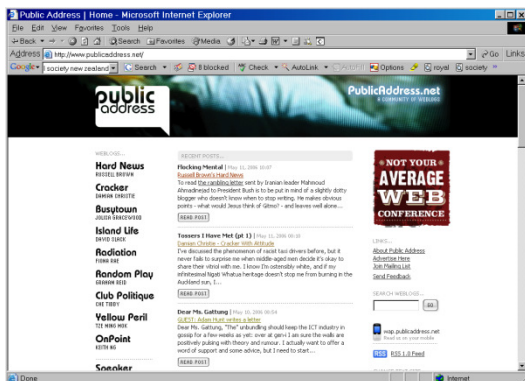 Public Address | Home - Microsoft Internet Explorer
File Edit View Favorites Tools Help
Back Search Favorites Media
Address http://www.publicaddress.net/ Go Links
Google society new zealand Search 8 blocked Check AutoLink Options royal society
public
address
PublicAddress.net
A COMMUNITY OF WEBLOGS
WEBLOGS...
Hard News
RUSSELL BROWN
Cracker
DAMIAN CHRISTIE
Busytown
JOLISA GRACEWOOD
Island Life
DAVID SLACK
Radiation
FIONA RAE
Random Play
GRAHAM REID
Club Politique
CHE TIBBY
Yellow Peril
TZE MING MOK
OnPoint
KEITH NG
Speaker
RECENT POSTS...
Flocking Mental | May 11, 2006 10:07
Russell Brown's Hard News
To read the rambling letter sent by Iranian leader Mahmoud
Ahmadinejad to President Bush is to be put in mind of a slightly dotty
blogger who doesn't know when to stop writing. He makes obvious
points - what would Jesus think of Gitmo? - and leaves well alone...
READ POST
Tossers I Have Met (pt 1) | May 11, 2006 00:10
Damian Christie - Cracker With Attitude
I've discussed the phenomenon of racist taxi drivers before, but it
never fails to surprise me when middle-aged men decide it's okay to
share their vitriol with me. I know I'm ostensibly white, and if my
infinitesimal Ngati Whatua heritage doesn't stop me from burning in the
Auckland sun, I...
READ POST
Dear Ms. Gattung | May 10, 2006 08:54
GUEST: Adam Hunt writes a letter
Dear Ms. Gattung, "The" unbundling should keep the ICT industry in
gossip for a few weeks as yet: over at gen-i I am sure the walls are
positively pulsing with theory and rumour. I actually want to offer a
word of support and some advice, but I need to start...
READ POST
NOT YOUR
AVERAGE
WEB
CONFERENCE
LINKS...
About Public Address
Advertise Here
Join Mailing List
Send Feedback
SEARCH WEBLOGS...
GO
wap.publicaddress.net
Read us on your mobile
RSS RSS 1.0 Feed
Done Internet